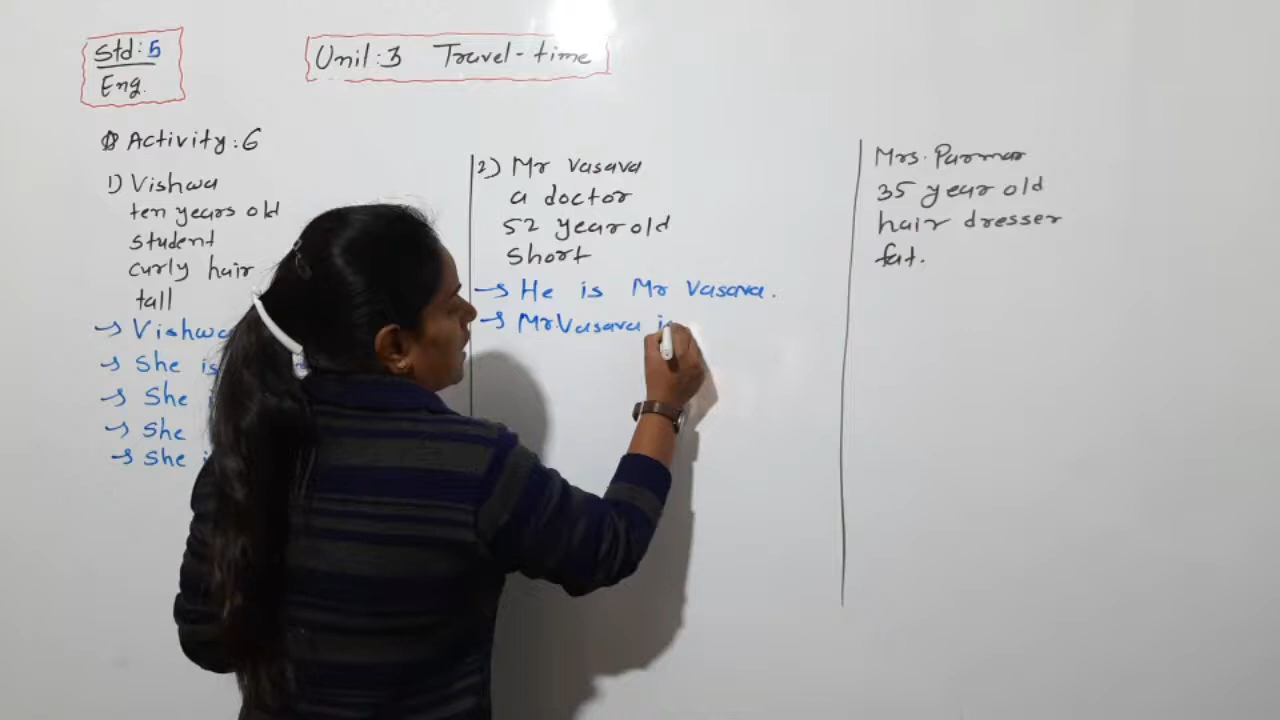 Std: 5
Eng.
Unit: 3 Travel-time
Activity: 6
1) Vishwa
ten years old
student
curly hair
tall
→ Vishwa
→ She is
→ She
→ She
→ She
2) Mr Vasava
a doctor
52 year old
Short
→ He is Mr Vasava.
→ Mr. Vasava is
Mrs. Parmar
35 year old
hair dresser
fat.